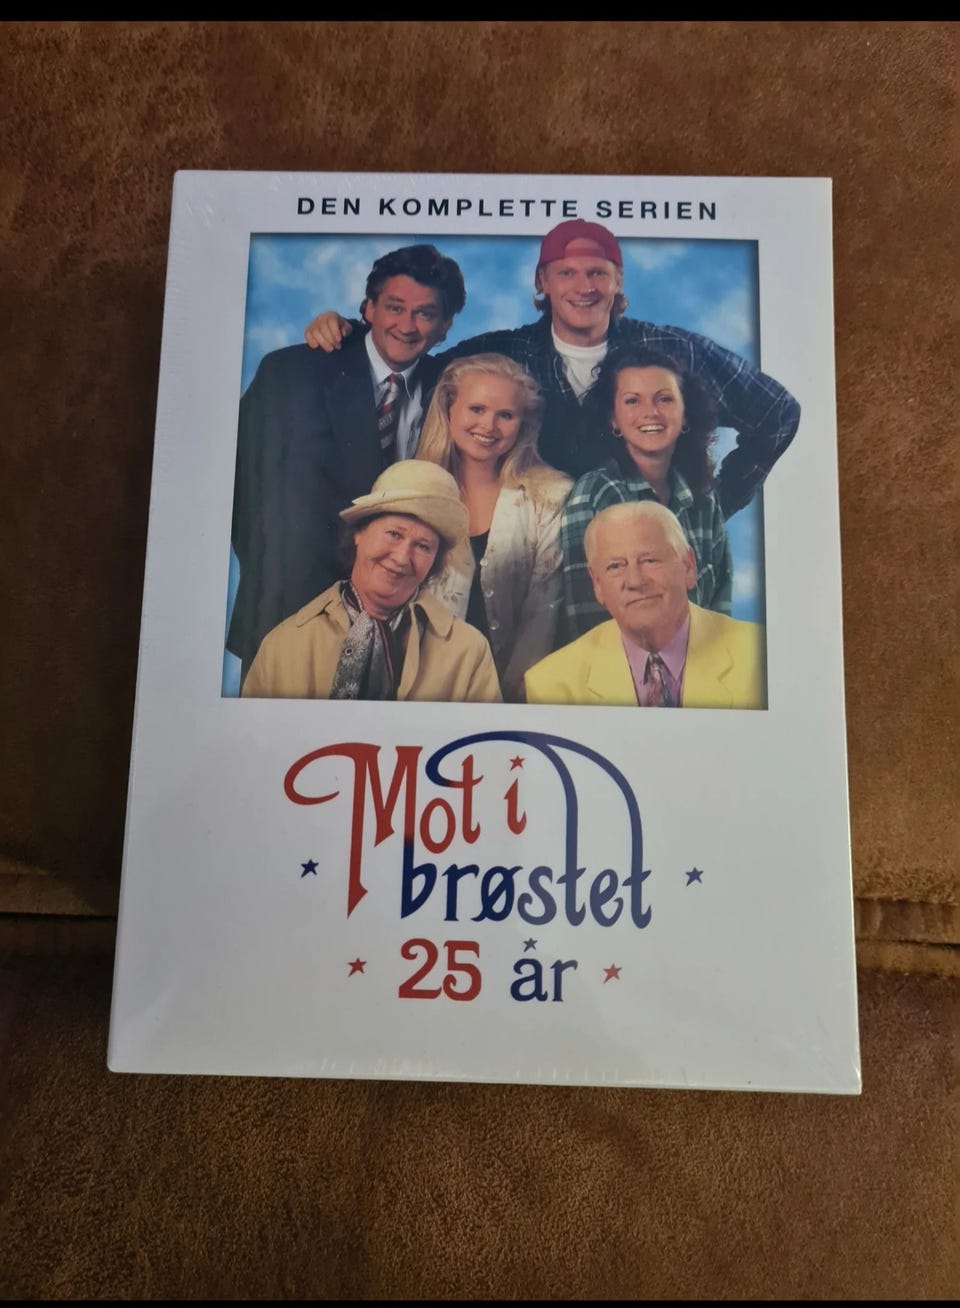 DEN KOMPLETTE SERIEN
Mot i
brøstet
25 år